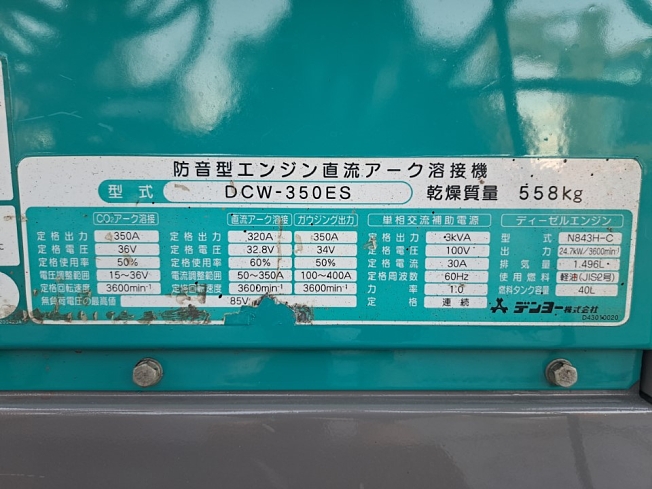 防音型エンジン直流アーク溶接機
型式 DCW-350ES 乾燥質量 558kg
CO₂アーク溶接
定格出力 350A
定格電圧 36V
定格使用率 50%
電圧調整範囲 15～36V
定格回転速度 3600min⁻¹
無負荷電圧の最高値 85V
直流アーク溶接 ガウジング出力
定格出力 320A 350A
定格電圧 32.8V 34V
定格使用率 60% 50%
電流調整範囲 50～350A 100～400A
定格回転速度 3600min⁻¹ 3600min⁻¹
単相交流補助電源
定格出力 3kVA
定格電圧 100V
定格電流 30A
定格周波数 60Hz
力率 1.0
定格 連続
ディーゼルエンジン
型式 N843H-C
出力 24.7kW/3600min⁻¹
排気量 1.496L
使用燃料 軽油(JIS2号)
燃料タンク容量 40L
デンヨー株式会社
D43010020